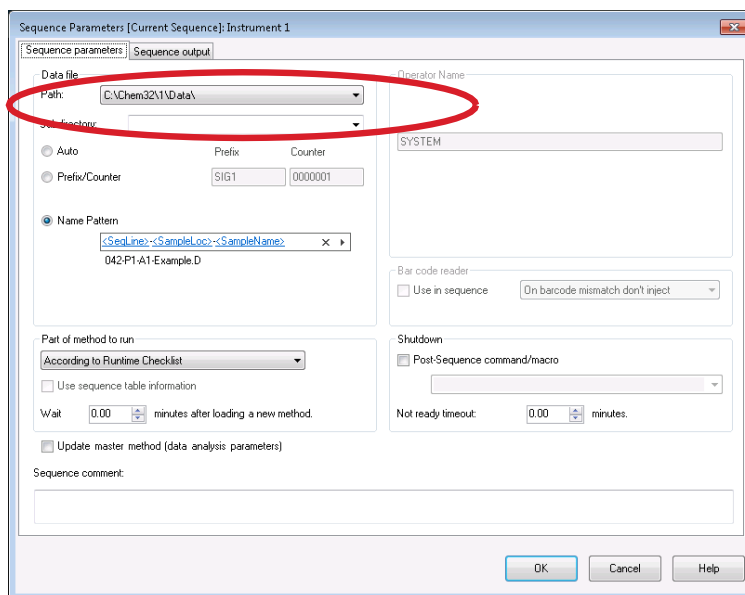 Sequence Parameters [Current Sequence]: Instrument 1
Sequence parameters Sequence output
Data file
Path: C:\Chem32\1\Data\
Subdirectory:
Auto Prefix Counter
Prefix/Counter SIG1 0000001
Name Pattern
<SeqLine>-<SampleLoc>-<SampleName>
042-P1-A1-Example.D
Operator Name
SYSTEM
Bar code reader
Use in sequence On barcode mismatch don't inject
Part of method to run
According to Runtime Checklist
Use sequence table information
Wait 0.00 minutes after loading a new method.
Shutdown
Post-Sequence command/macro
Not ready timeout: 0.00 minutes.
Update master method (data analysis parameters)
Sequence comment:
OK Cancel Help